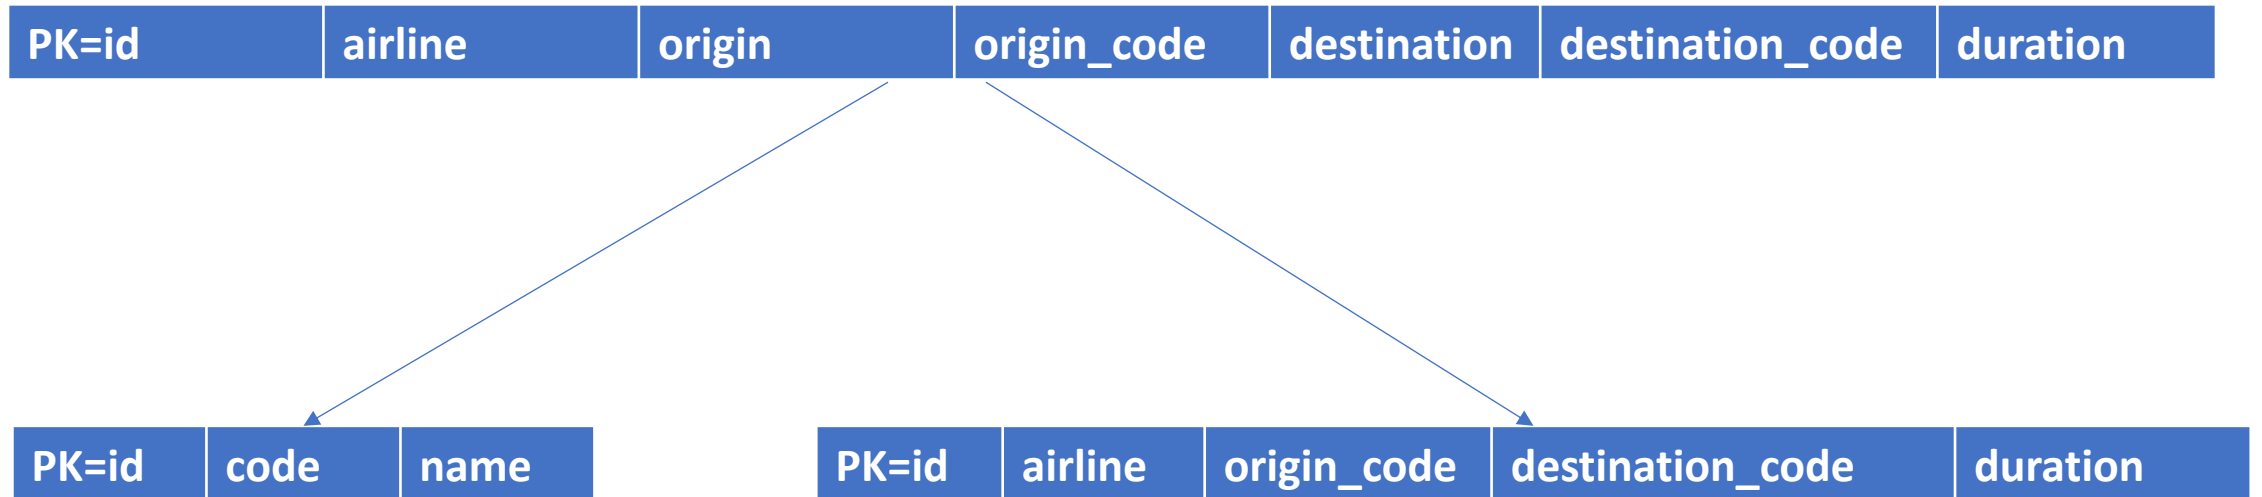 PK=id airline origin origin_code destination destination_code duration
PK=id code name
PK=id airline origin_code destination_code duration